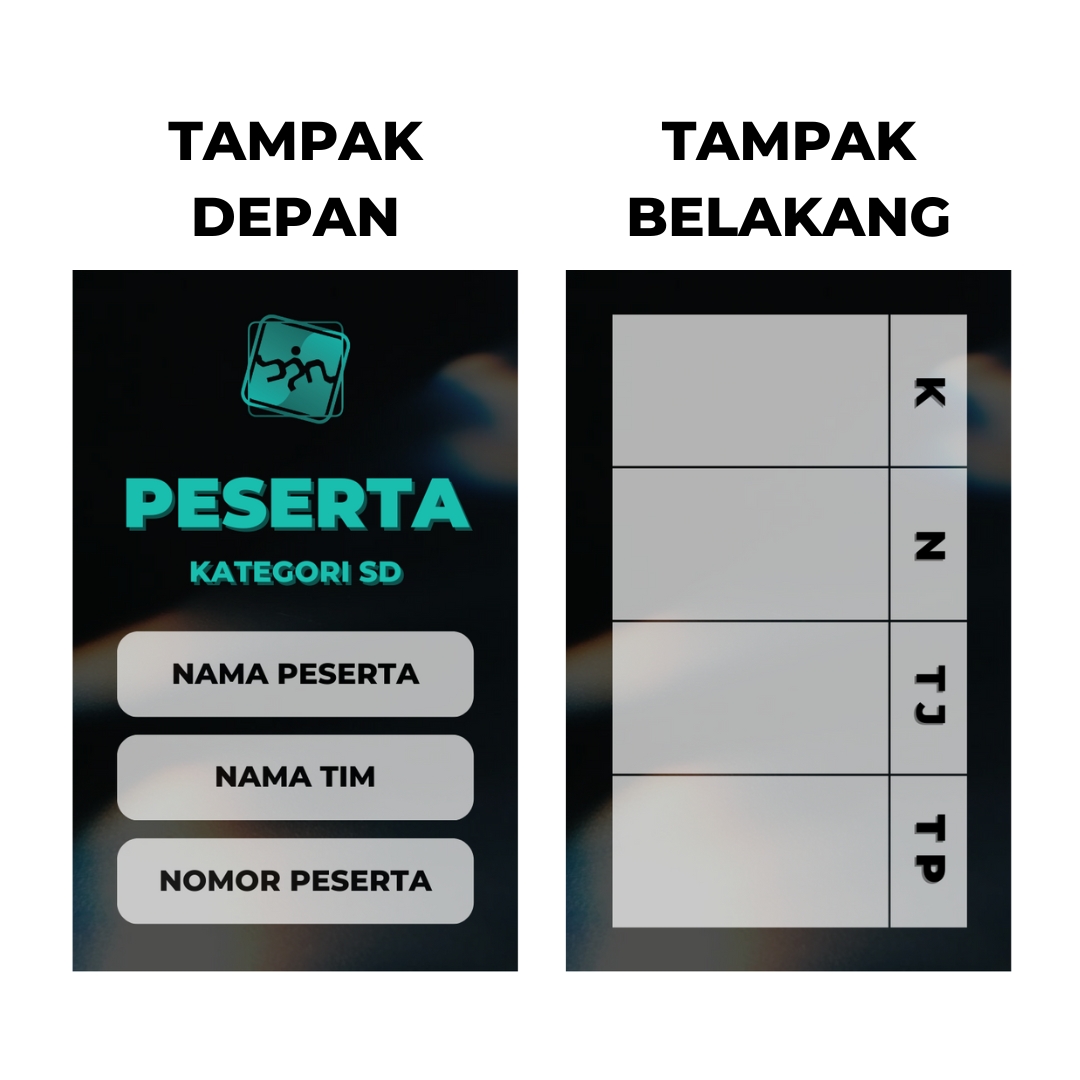 TAMPAK
DEPAN
PESERTA
KATEGORI SD
NAMA PESERTA
NAMA TIM
NOMOR PESERTA
TAMPAK
BELAKANG
K
N
TJ
TP